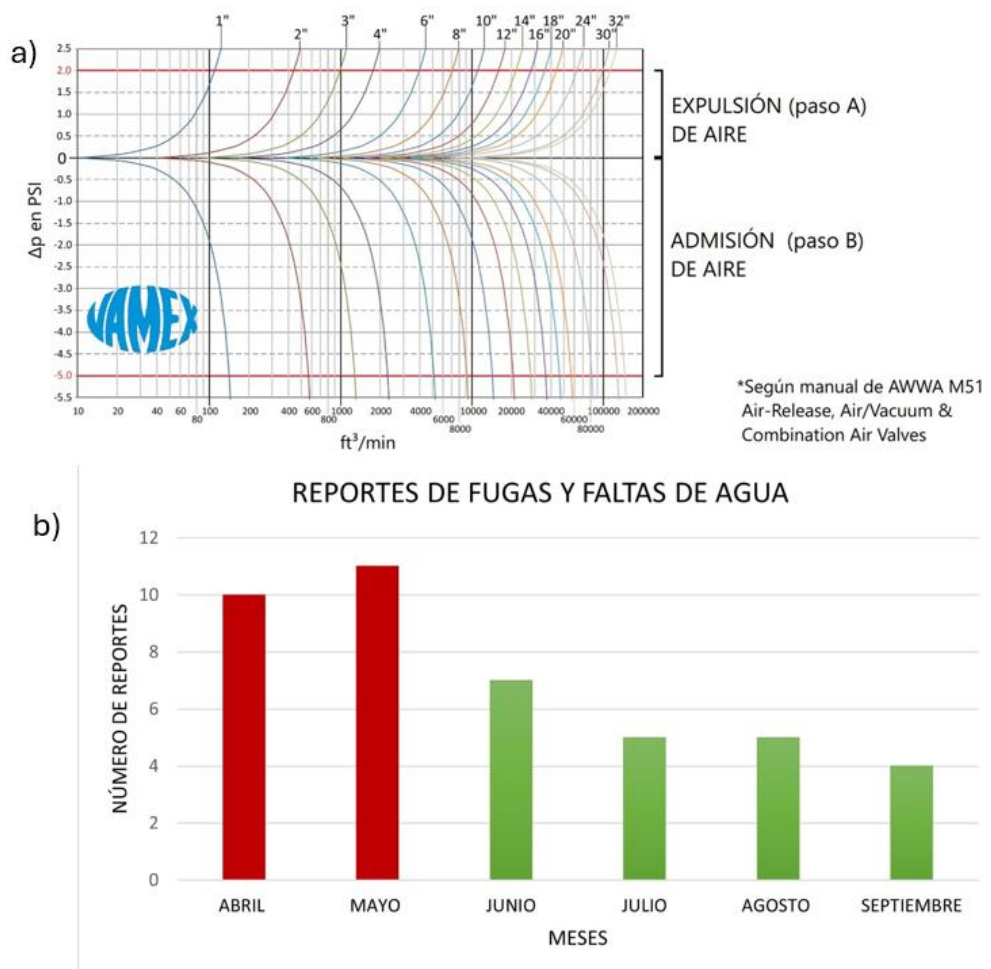 a)
1" 2" 3" 4" 6" 8" 10" 12" 14" 16" 18" 20" 24" 30" 32"
2.5
2.0
1.5
1.0
0.5
0
-0.5
-1.0
-1.5
-2.0
-2.5
-3.0
-3.5
-4.0
-4.5
-5.0
-5.5
Δp en PSI
VAMEX
EXPULSIÓN (paso A)
DE AIRE
ADMISIÓN (paso B)
DE AIRE
10 20 40 60 80 100 200 400 600 800 1000 2000 4000 6000 8000 10000 20000 40000 60000 80000 100000 200000
ft³/min
*Según manual de AWWA M51
Air-Release, Air/Vacuum &
Combination Air Valves
b)
REPORTES DE FUGAS Y FALTAS DE AGUA
NÚMERO DE REPORTES
12
10
8
6
4
2
0
ABRIL MAYO JUNIO JULIO AGOSTO SEPTIEMBRE
MESES